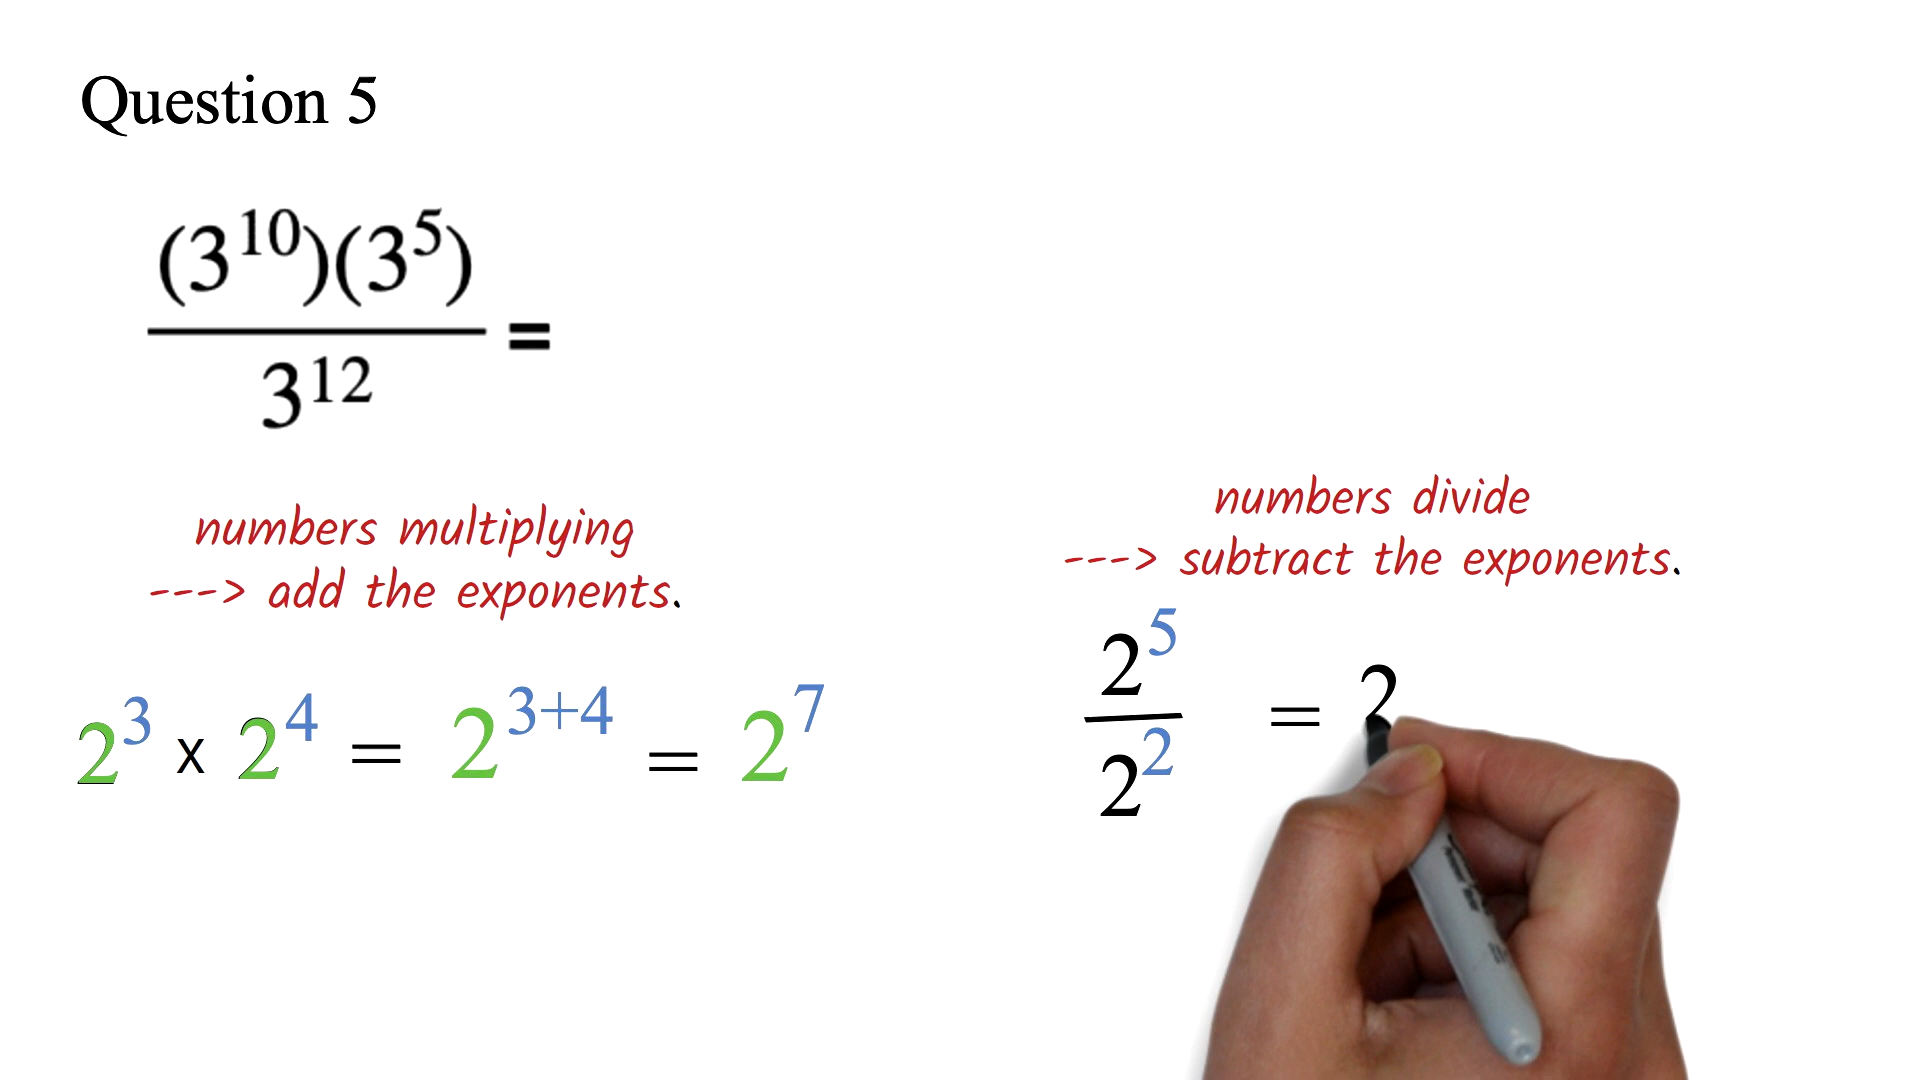 Question 5
(3^10)(3^5)
3^12
=
numbers multiplying
---> add the exponents.
2^3 x 2^4 = 2^3+4 = 2^7
numbers divide
---> subtract the exponents.
2^5
2^2
= 2